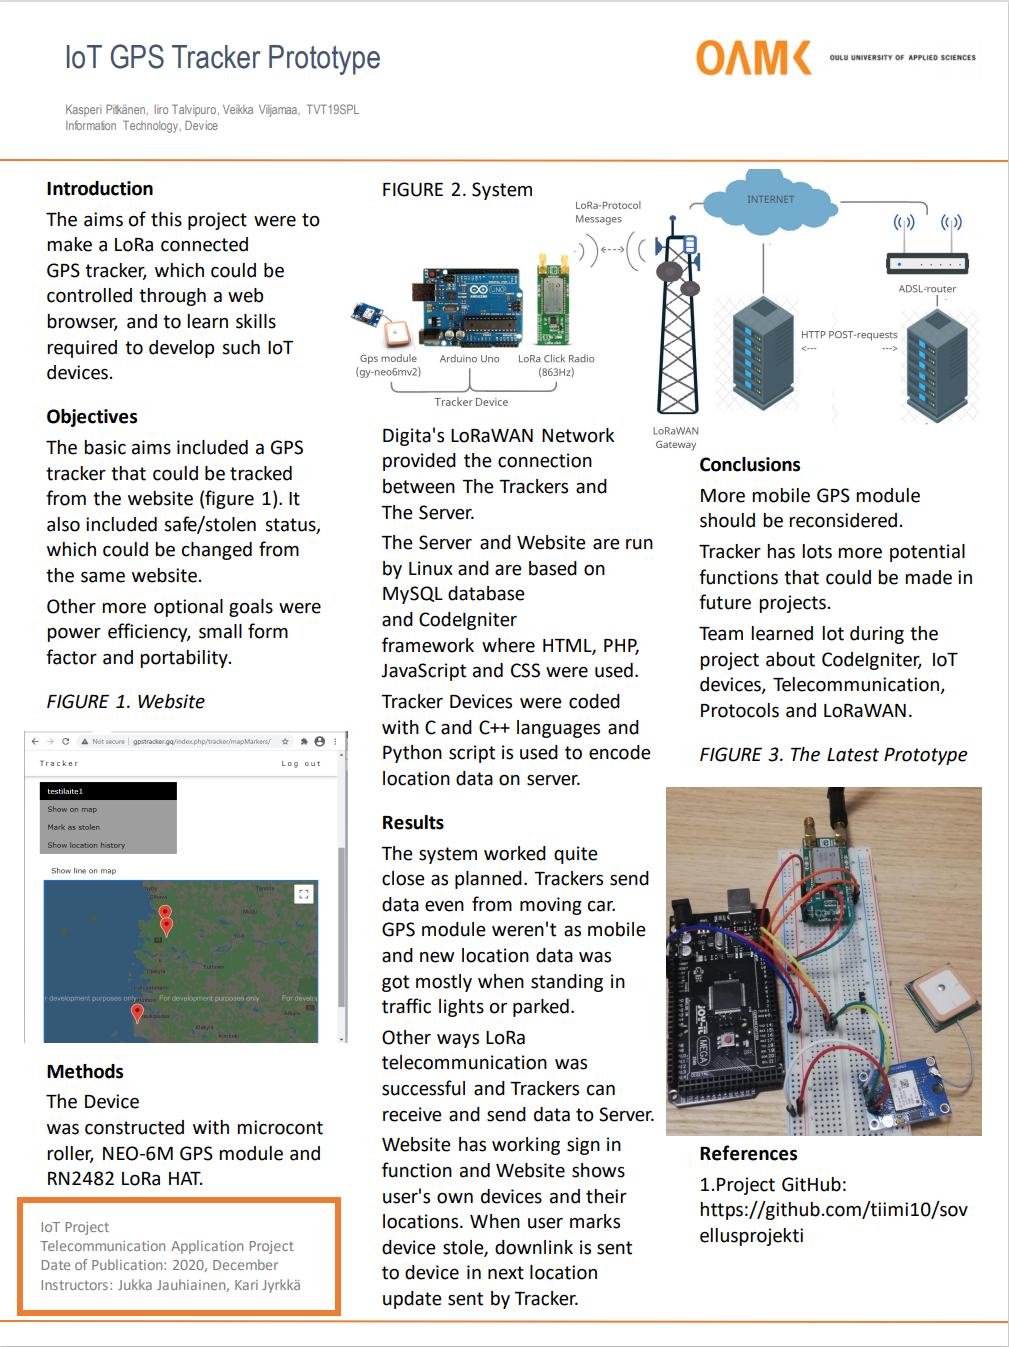 IoT GPS Tracker Prototype
OAMK
OULU UNIVERSITY OF APPLIED SCIENCES
Kasperi Pitkänen, Iiro Talvipuro, Veikka Viljamaa, TVT19SPL
Information Technology, Device
Introduction
The aims of this project were to
make a LoRa connected
GPS tracker, which could be
controlled through a web
browser, and to learn skills
required to develop such IoT
devices.
Objectives
The basic aims included a GPS
tracker that could be tracked
from the website (figure 1). It
also included safe/stolen status,
which could be changed from
the same website.
Other more optional goals were
power efficiency, small form
factor and portability.
FIGURE 1. Website
Not secure | gpstracker.gq/index.php/tracker/mapMarkers/
Tracker
Log out
testilaite1
Show on map
Mark as stolen
Show location history
Show line on map
r development purposes only
For development purposes only
For develo
Methods
The Device
was constructed with microcont
roller, NEO-6M GPS module and
RN2482 LoRa HAT.
IoT Project
Telecommunication Application Project
Date of Publication: 2020, December
Instructors: Jukka Jauhiainen, Kari Jyrkkä
FIGURE 2. System
LoRa-Protocol
Messages
INTERNET
ADSL-router
HTTP POST-requests
<--- --->
Gps module
(gy-neo6mv2)
Arduino Uno
UNO
ARDUINO
LoRa Click Radio
(863Hz)
Tracker Device
LoRaWAN
Gateway
Digita's LoRaWAN Network
provided the connection
between The Trackers and
The Server.
The Server and Website are run
by Linux and are based on
MySQL database
and CodeIgniter
framework where HTML, PHP,
JavaScript and CSS were used.
Tracker Devices were coded
with C and C++ languages and
Python script is used to encode
location data on server.
Results
The system worked quite
close as planned. Trackers send
data even from moving car.
GPS module weren't as mobile
and new location data was
got mostly when standing in
traffic lights or parked.
Other ways LoRa
telecommunication was
successful and Trackers can
receive and send data to Server.
Website has working sign in
function and Website shows
user's own devices and their
locations. When user marks
device stole, downlink is sent
to device in next location
update sent by Tracker.
Conclusions
More mobile GPS module
should be reconsidered.
Tracker has lots more potential
functions that could be made in
future projects.
Team learned lot during the
project about CodeIgniter, IoT
devices, Telecommunication,
Protocols and LoRaWAN.
FIGURE 3. The Latest Prototype
JOY-iT
MEGA
References
1.Project GitHub:
https://github.com/tiimi10/sov
ellusprojekti